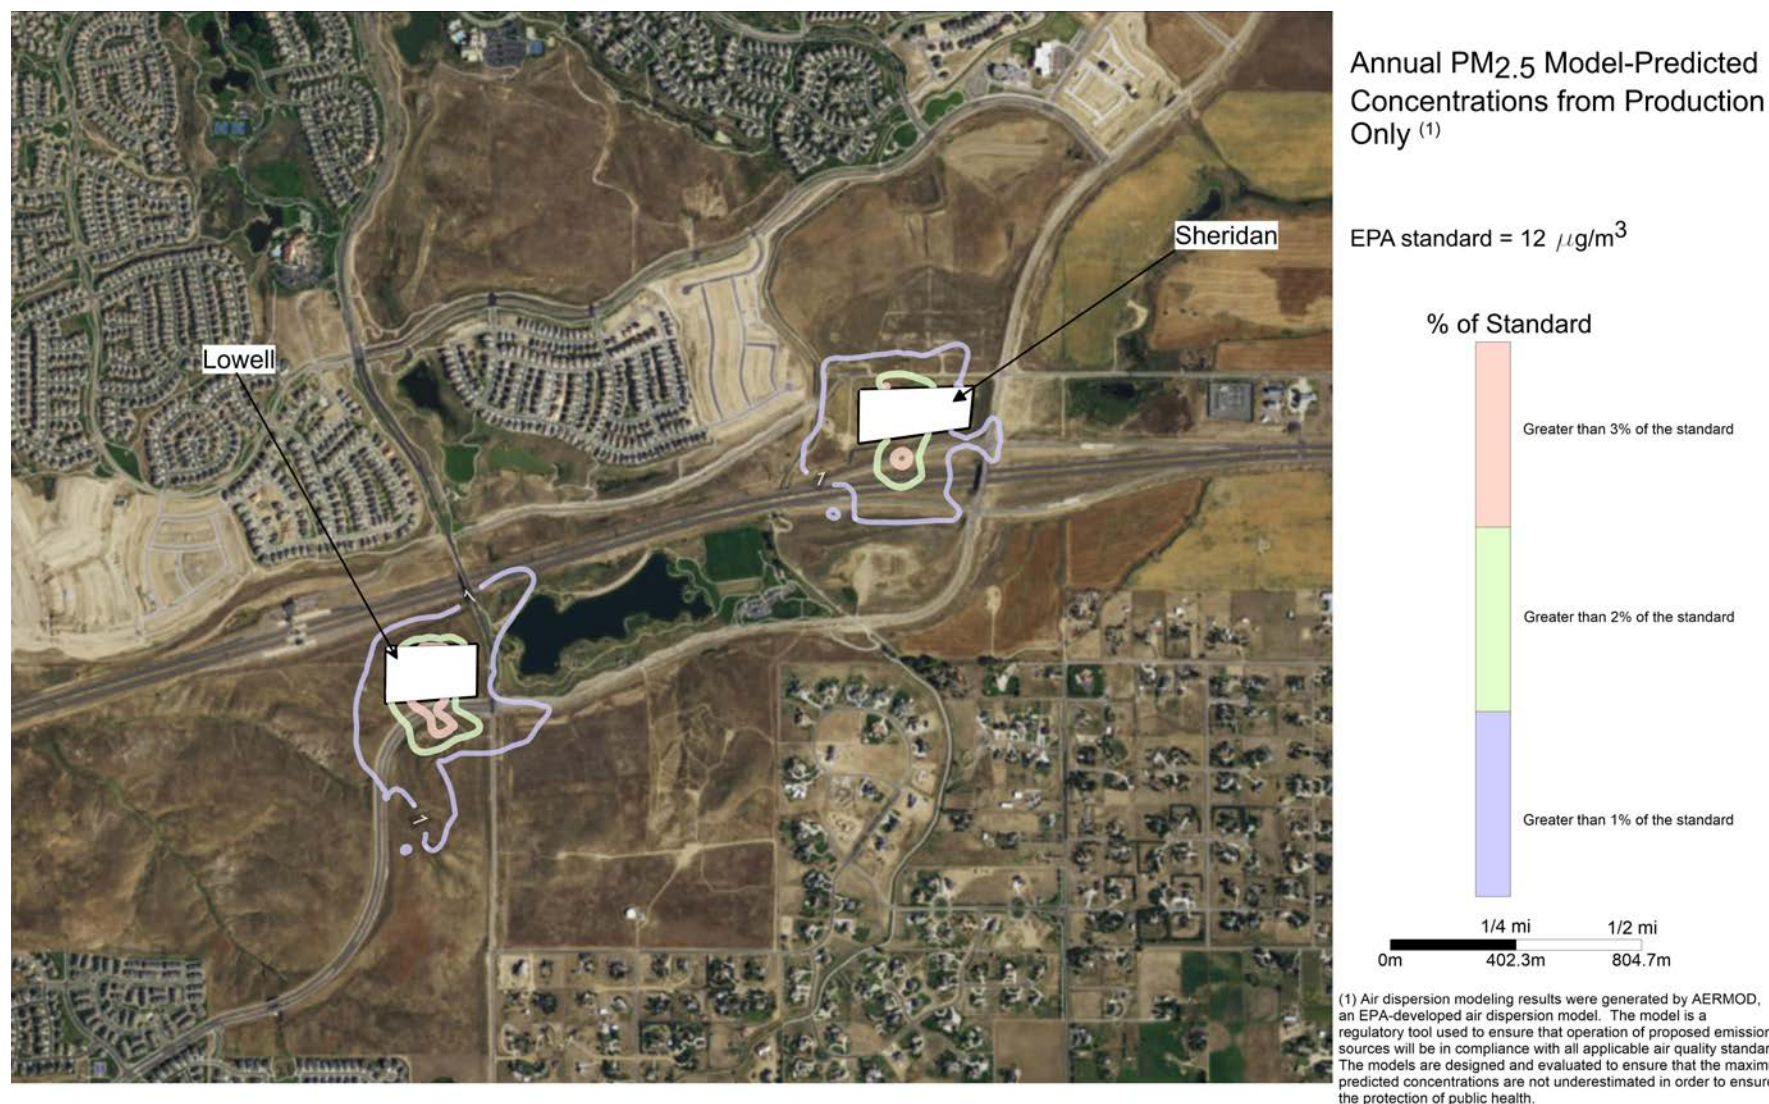 Annual PM2.5 Model-Predicted
Concentrations from Production
Only (1)
EPA standard = 12 μg/m3
Sheridan
Lowell
% of Standard
Greater than 3% of the standard
1
Greater than 2% of the standard
1
1
Greater than 1% of the standard
1/4 mi 1/2 mi
0m 402.3m 804.7m
(1) Air dispersion modeling results were generated by AERMOD,
an EPA-developed air dispersion model. The model is a
regulatory tool used to ensure that operation of proposed emission
sources will be in compliance with all applicable air quality standar
The models are designed and evaluated to ensure that the maxim
predicted concentrations are not underestimated in order to ensure
the protection of public health.